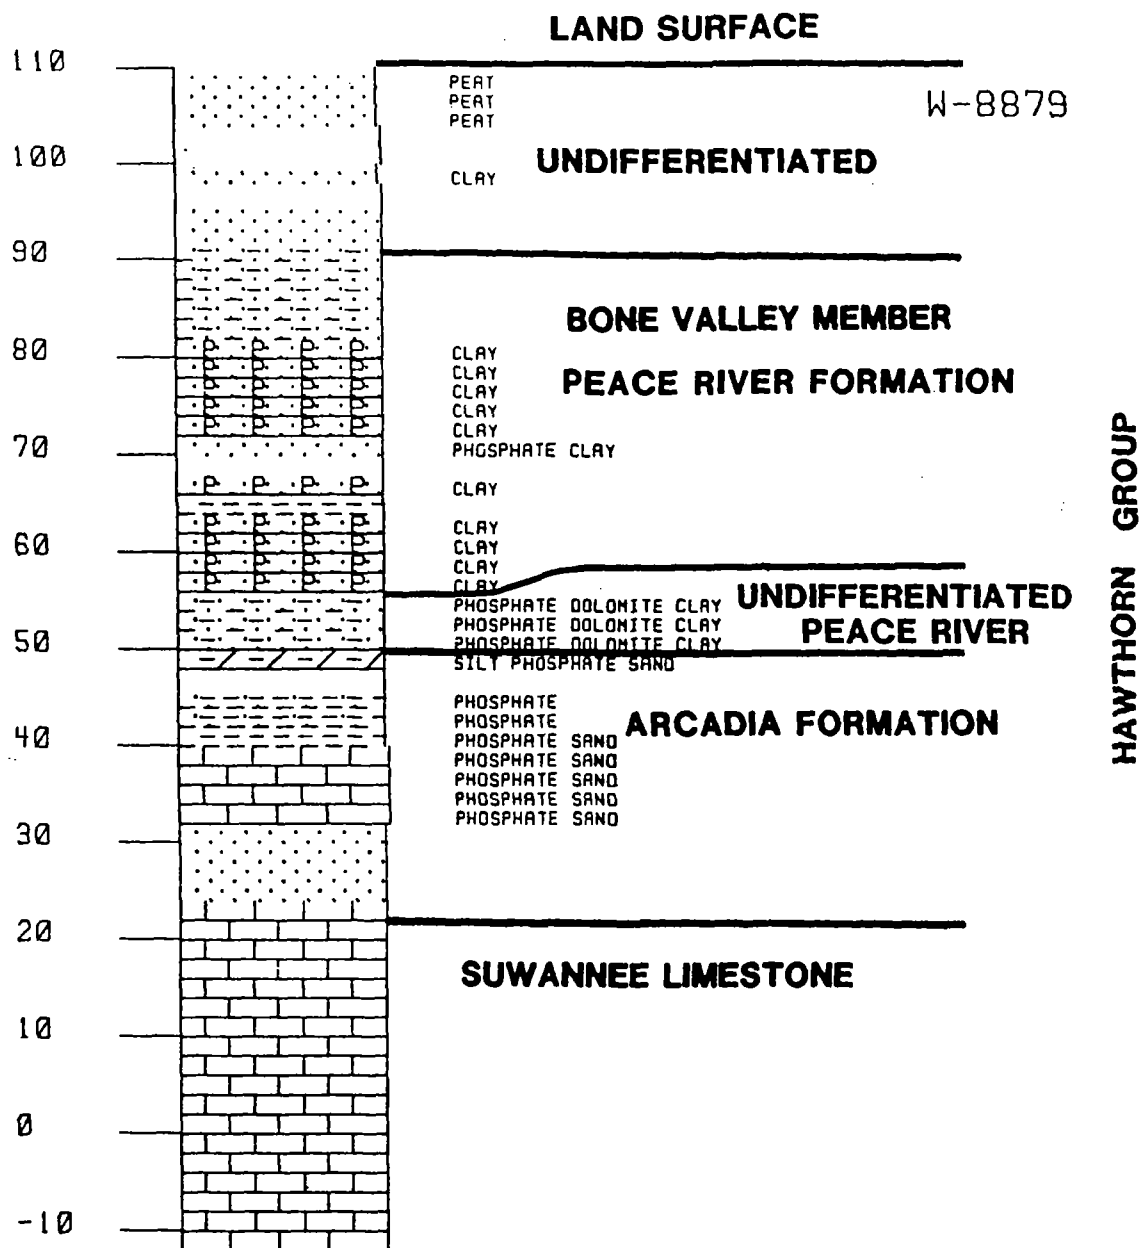 LAND SURFACE
110
PEAT
PEAT
W-8879
PEAT
100
UNDIFFERENTIATED
CLAY
90
BONE VALLEY MEMBER
80
CLAY
CLAY
PEACE RIVER FORMATION
CLAY
CLAY
CLAY
70
PHOSPHATE CLAY
CLAY
HAWTHORN GROUP
CLAY
60
CLAY
CLAY
CLAY
PHOSPHATE DOLOMITE CLAY
UNDIFFERENTIATED
PHOSPHATE DOLOMITE CLAY
PEACE RIVER
50
PHOSPHATE DOLOMITE CLAY
SILT PHOSPHATE SAND
PHOSPHATE
PHOSPHATE
ARCADIA FORMATION
40
PHOSPHATE SAND
PHOSPHATE SAND
PHOSPHATE SAND
PHOSPHATE SAND
PHOSPHATE SAND
30
20
SUWANNEE LIMESTONE
10
0
-10